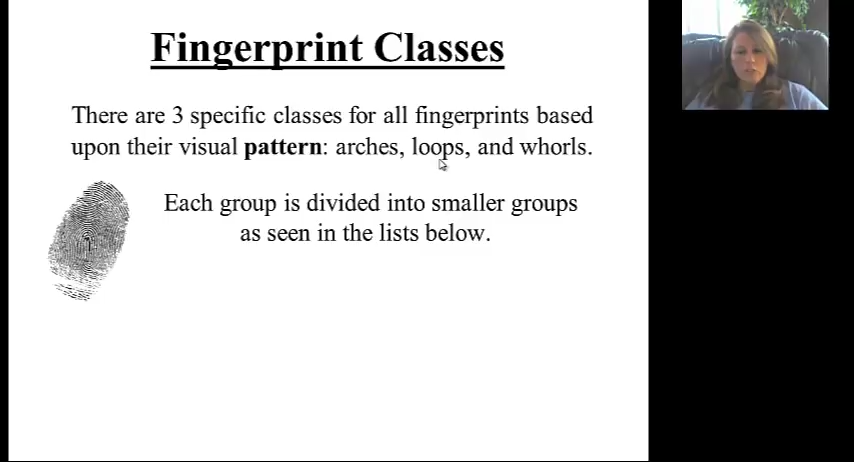 Fingerprint Classes
There are 3 specific classes for all fingerprints based
upon their visual pattern: arches, loops, and whorls.
Each group is divided into smaller groups
as seen in the lists below.